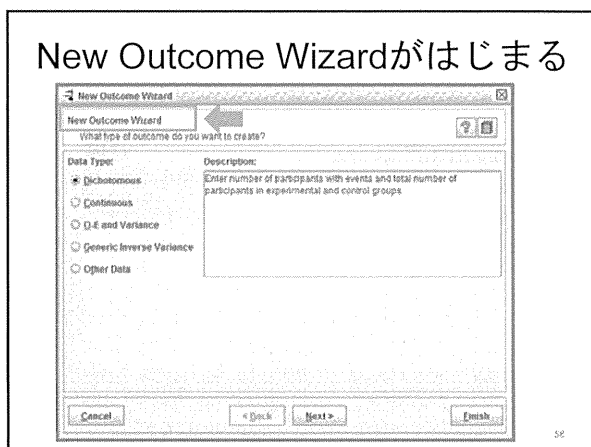 New Outcome Wizardがはじまる
New Outcome Wizard
New Outcome Wizard
What type of outcome do you want to create?
Data Type:
Description:
Dichotomous
Continuous
O-E and Variance
Generic Inverse Variance
Other Data
Enter number of participants with events and total number of
participants in experimental and control groups
Cancel
< Back
Next >
Finish